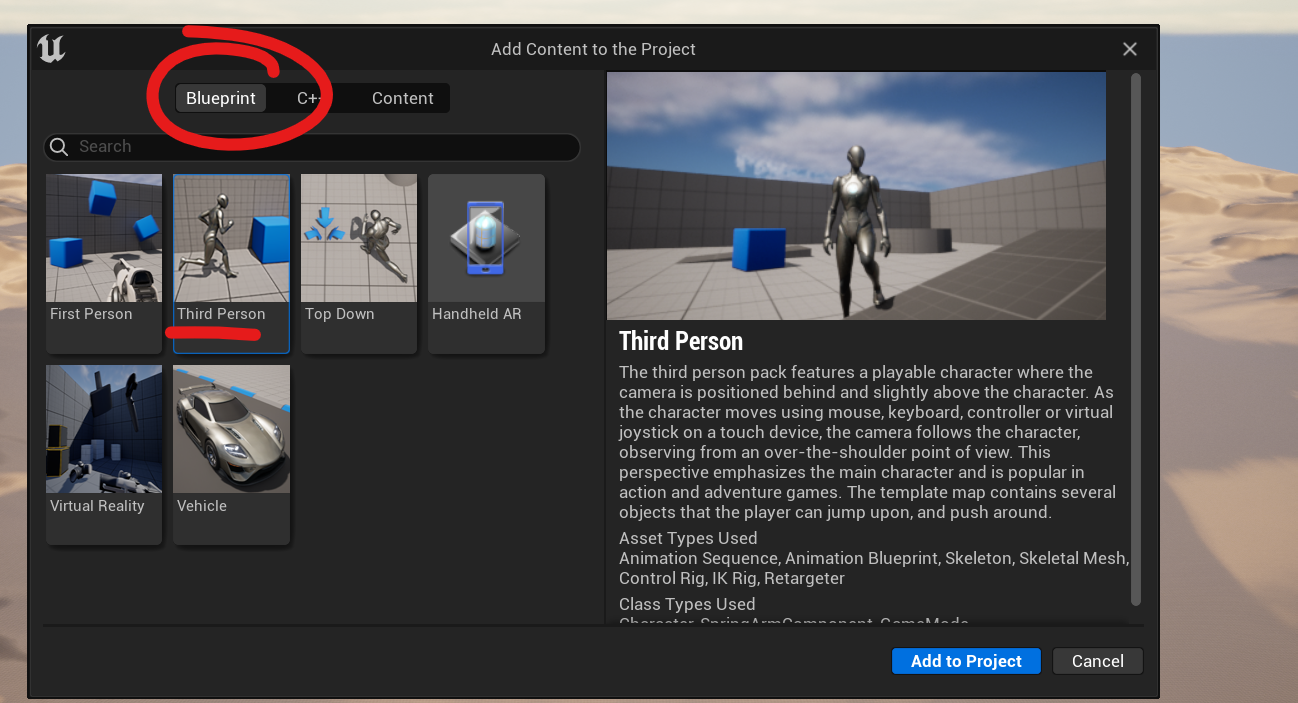 Add Content to the Project
Blueprint
C++
Content
Search
First Person
Third Person
Top Down
Handheld AR
Virtual Reality
Vehicle
Third Person
The third person pack features a playable character where the
camera is positioned behind and slightly above the character. As
the character moves using mouse, keyboard, controller or virtual
joystick on a touch device, the camera follows the character,
observing from an over-the-shoulder point of view. This
perspective emphasizes the main character and is popular in
action and adventure games. The template map contains several
objects that the player can jump upon, and push around.
Asset Types Used
Animation Sequence, Animation Blueprint, Skeleton, Skeletal Mesh,
Control Rig, IK Rig, Retargeter
Class Types Used
Character, SpringArmComponent, GameMode
Add to Project
Cancel